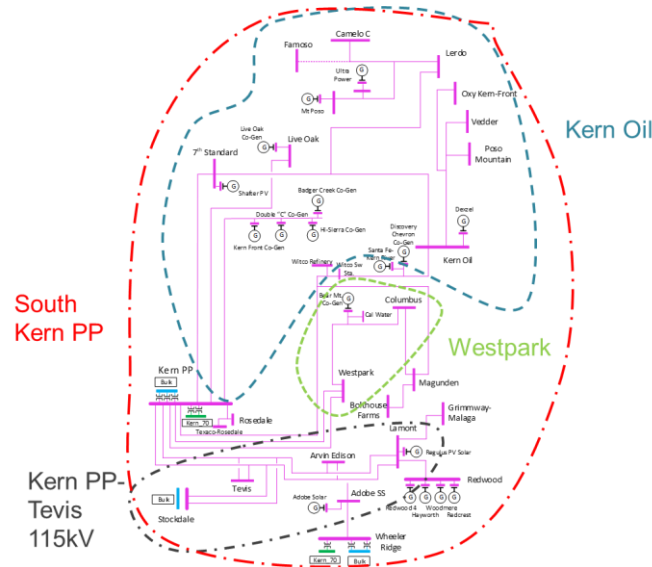 Camelo C
Famoso
Lerdo
Ultra
Power
G
Oxy Kern-Front
Mt Poso
G
Vedder
Kern Oil
Live Oak
Co-Gen
Live Oak
G
7th Standard
Poso
Mountain
Badger Creek Co-Gen
G
Shafter PV
G
Double "C" Co-Gen
Discovery
Chevron
Co-Gen
Dexzel
G
G
G
G
G
Hi-Sierra Co-Gen
Kern Front Co-Gen
Santa Fe-
Kern River
G
Kern Oil
Witco Refinery
Witco Sw
Sta
South
Kern PP
Bear Mt
Co-Gen
G
Columbus
Cal Water
Westpark
Kern PP
Bulk
Westpark
Magunden
Kern_70
Rosedale
Texaco-Rosedale
Bolthouse
Farms
Grimmway-
Malaga
Lamont
Kern PP-
Tevis
115kV
Arvin Edison
G
Regulus PV Solar
Tevis
Redwood
Bulk
Stockdale
Adobe Solar
G
Adobe SS
G
G
G
G
Redwood 4
Woodmere
Hayworth
Redcrest
Wheeler
Ridge
Kern_70
Bulk